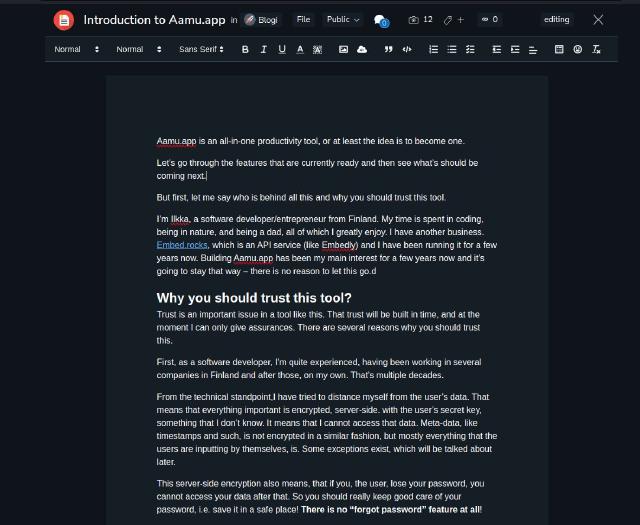 Introduction to Aamu.app in Blogi File Public 0 12 + 0 editing
Normal Normal Sans Serif B I U A
Aamu.app is an all-in-one productivity tool, or at least the idea is to become one.
Let's go through the features that are currently ready and then see what's should be
coming next.
But first, let me say who is behind all this and why you should trust this tool.
I'm Ilkka, a software developer/entrepreneur from Finland. My time is spent in coding,
being in nature, and being a dad, all of which I greatly enjoy. I have another business.
Embed.rocks, which is an API service (like Embedly) and I have been running it for a few
years now. Building Aamu.app has been my main interest for a few years now and it's
going to stay that way – there is no reason to let this go.d
Why you should trust this tool?
Trust is an important issue in a tool like this. That trust will be built in time, and at the
moment I can only give assurances. There are several reasons why you should trust
this.
First, as a software developer, I'm quite experienced, having been working in several
companies in Finland and after those, on my own. That's multiple decades.
From the technical standpoint,I have tried to distance myself from the user's data. That
means that everything important is encrypted, server-side. with the user's secret key,
something that I don't know. It means that I cannot access that data. Meta-data, like
timestamps and such, is not encrypted in a similar fashion, but mostly everything that the
users are inputting by themselves, is. Some exceptions exist, which will be talked about
later.
This server-side encryption also means, that if you, the user, lose your password, you
cannot access your data after that. So you should really keep good care of your
password, i.e. save it in a safe place! There is no “forgot password” feature at all!